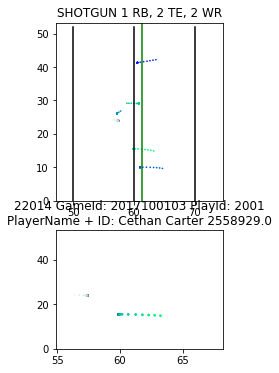 SHOTGUN 1 RB, 2 TE, 2 WR
50
40
30
20
10
0
50 60 70
22014 GameId: 2017100103 PlayId: 2001
PlayerName + ID: Cethan Carter 2558929.0
40
20
0
55 60 65